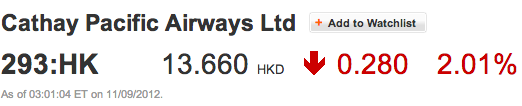 Cathay Pacific Airways Ltd + Add to Watchlist
293:HK 13.660 HKD 0.280 2.01%
As of 03:01:04 ET on 11/09/2012.